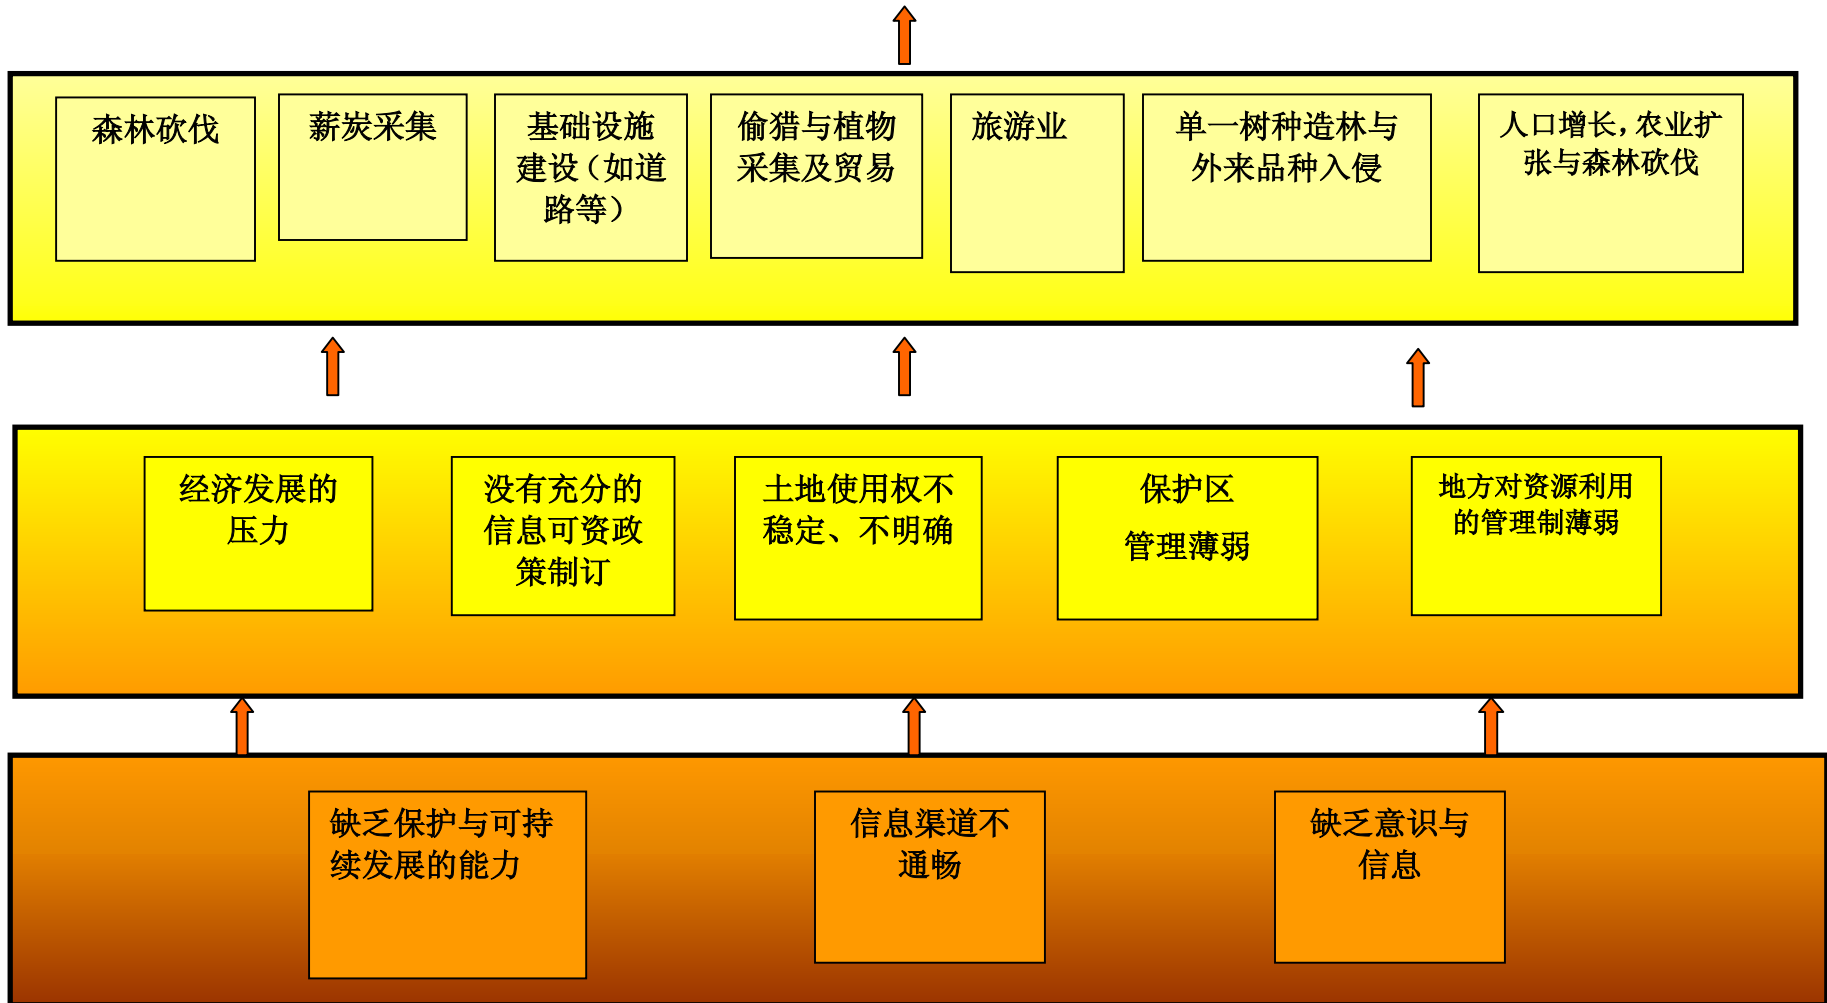 森林砍伐
薪炭采集
基础设施
建设（如道
路等）
偷猎与植物
采集及贸易
旅游业
单一树种造林与
外来品种入侵
人口增长，农业扩
张与森林砍伐
经济发展的
压力
没有充分的
信息可资政
策制订
土地使用权不
稳定、不明确
保护区
管理薄弱
地方对资源利用
的管理制薄弱
缺乏保护与可持
续发展的能力
信息渠道不
通畅
缺乏意识与
信息